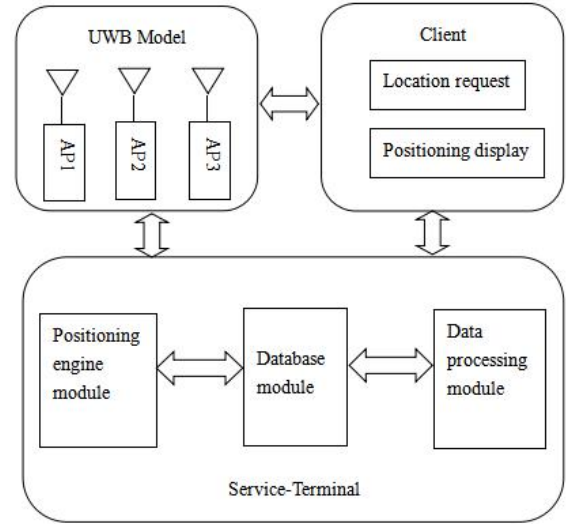 UWB Model
AP1
AP2
AP3
Client
Location request
Positioning display
Positioning
engine
module
Database
module
Data
processing
module
Service-Terminal